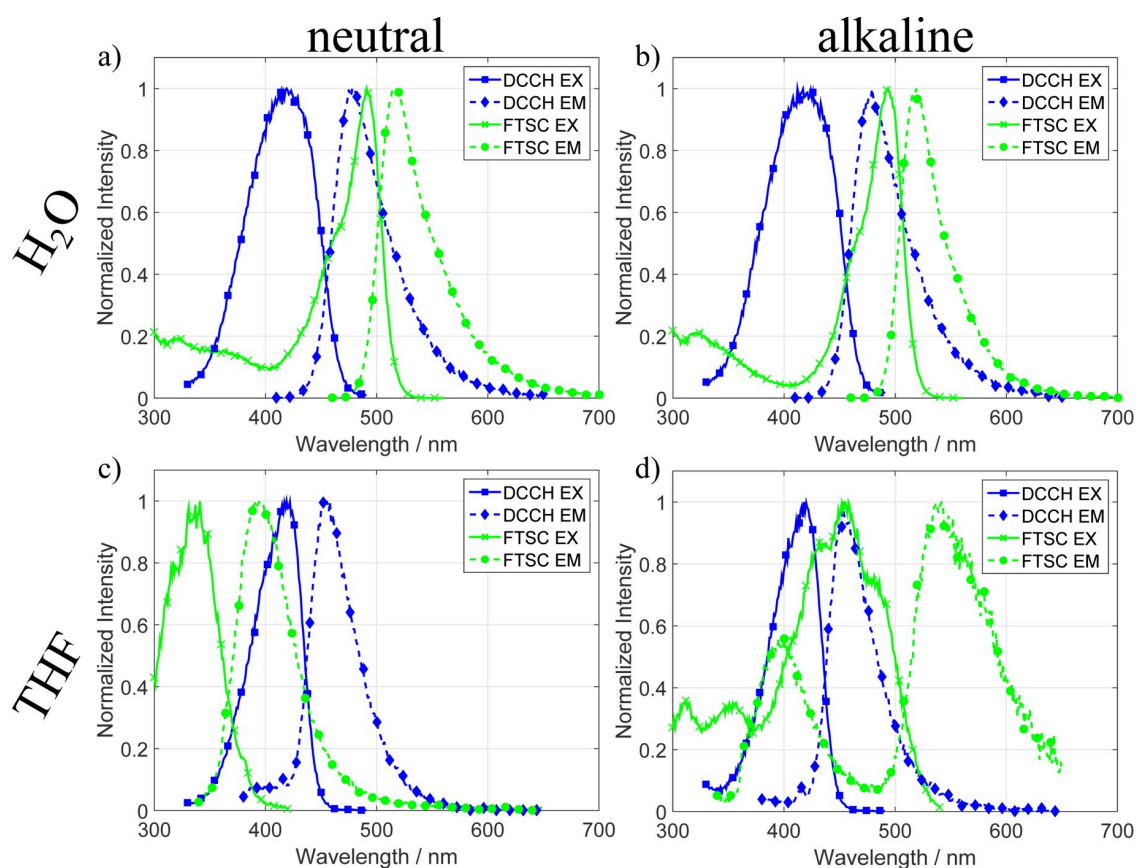 neutral
alkaline
H₂O
THF
a)
DCCH EX
DCCH EM
FTSC EX
FTSC EM
Normalized Intensity
1
0.8
0.6
0.4
0.2
0
300 400 500 600 700
Wavelength / nm
b)
DCCH EX
DCCH EM
FTSC EX
FTSC EM
Normalized Intensity
1
0.8
0.6
0.4
0.2
0
300 400 500 600 700
Wavelength / nm
c)
DCCH EX
DCCH EM
FTSC EX
FTSC EM
Normalized Intensity
1
0.8
0.6
0.4
0.2
0
300 400 500 600 700
Wavelength / nm
d)
DCCH EX
DCCH EM
FTSC EX
FTSC EM
Normalized Intensity
1
0.8
0.6
0.4
0.2
0
300 400 500 600 700
Wavelength / nm